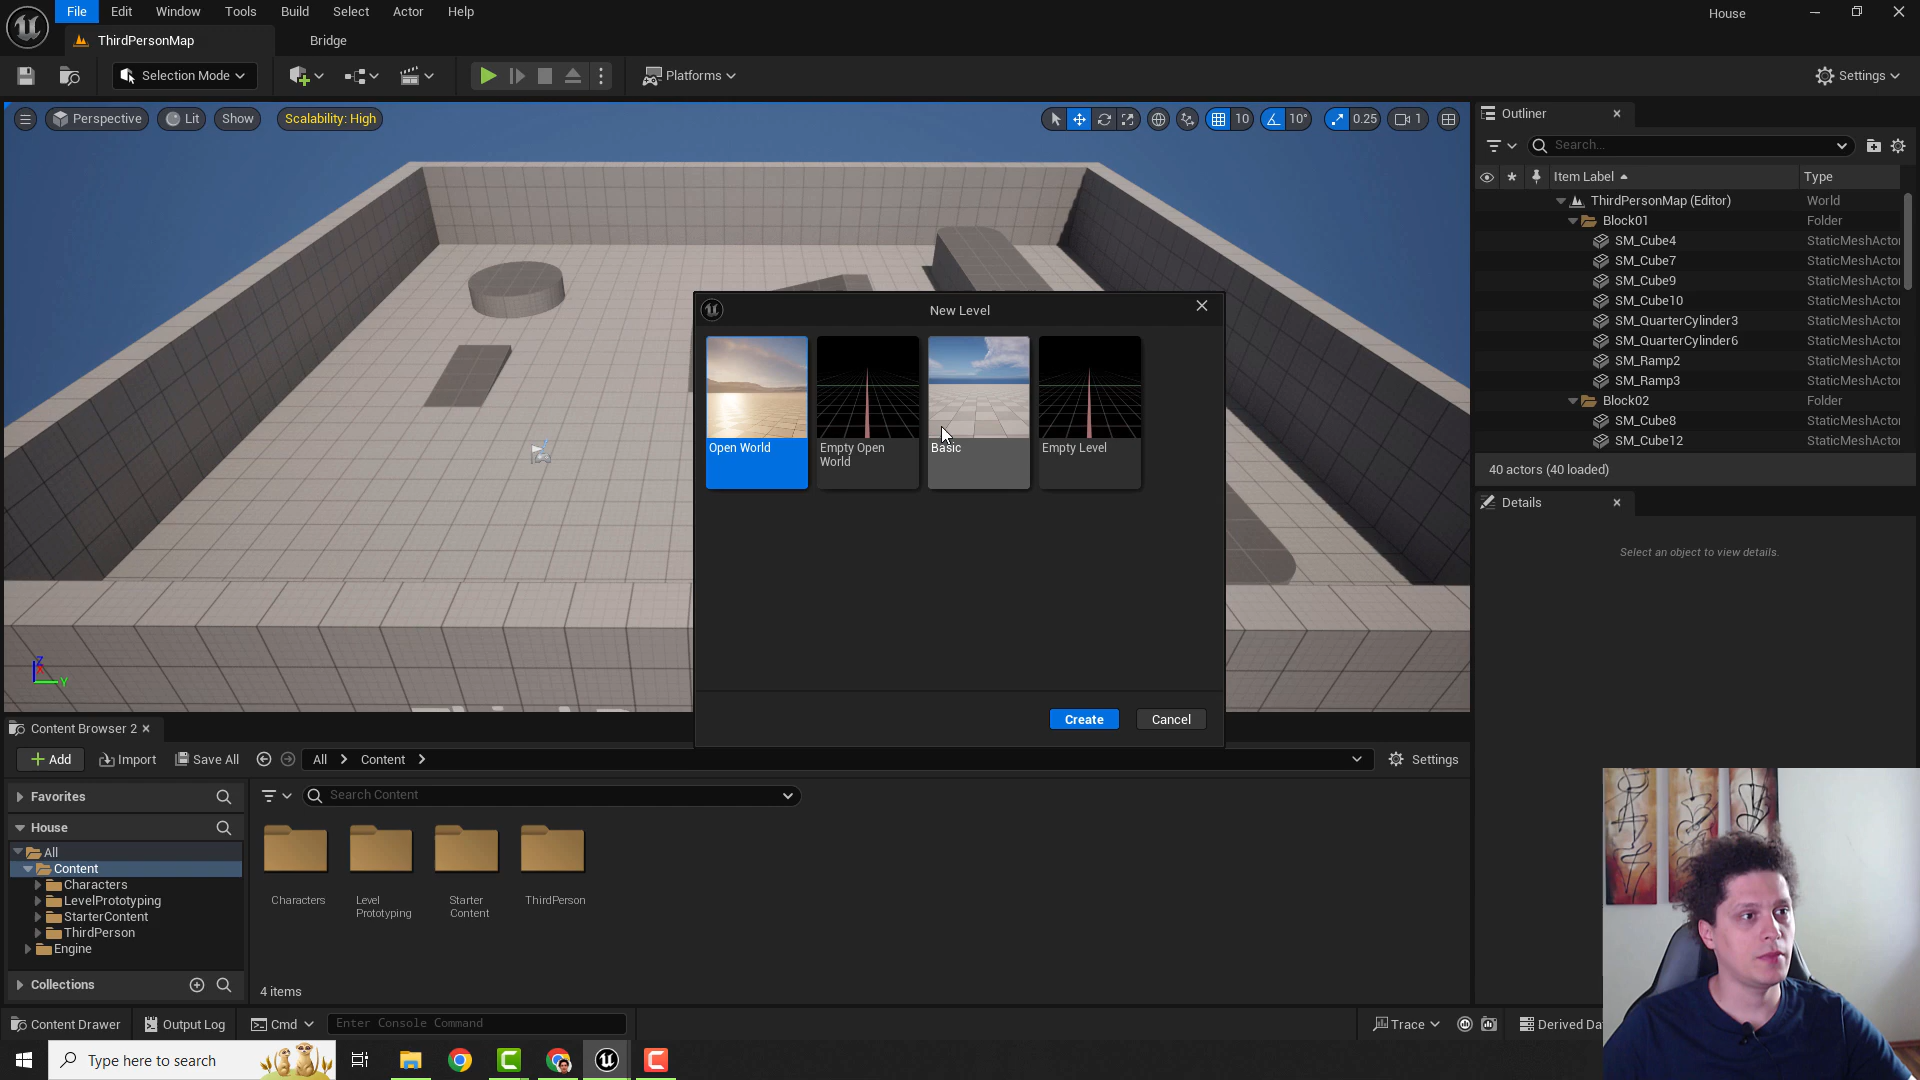 File Edit Window Tools Build Select Actor Help
House
ThirdPersonMap
Bridge
Selection Mode
Platforms
Settings
Perspective
Lit
Show
Scalability: High
10
10°
0.25
1
Outliner
Search...
Item Label
Type
ThirdPersonMap (Editor) World
Block01 Folder
SM_Cube4 StaticMeshActor
SM_Cube7 StaticMeshActor
SM_Cube9 StaticMeshActor
SM_Cube10 StaticMeshActor
SM_QuarterCylinder3 StaticMeshActor
SM_QuarterCylinder6 StaticMeshActor
SM_Ramp2 StaticMeshActor
SM_Ramp3 StaticMeshActor
Block02 Folder
SM_Cube8 StaticMeshActor
SM_Cube12 StaticMeshActor
40 actors (40 loaded)
Details
Select an object to view details.
New Level
Open World
Empty Open
World
Basic
Empty Level
Create
Cancel
Z
Y
Content Browser 2
Add
Import
Save All
All
Content
Settings
Favorites
House
All
Content
Characters
LevelPrototyping
StarterContent
ThirdPerson
Engine
Collections
Search Content
Characters
Level
Prototyping
Starter
Content
ThirdPerson
4 items
Content Drawer
Output Log
Cmd
Enter Console Command
Trace
Derived Da
Type here to search